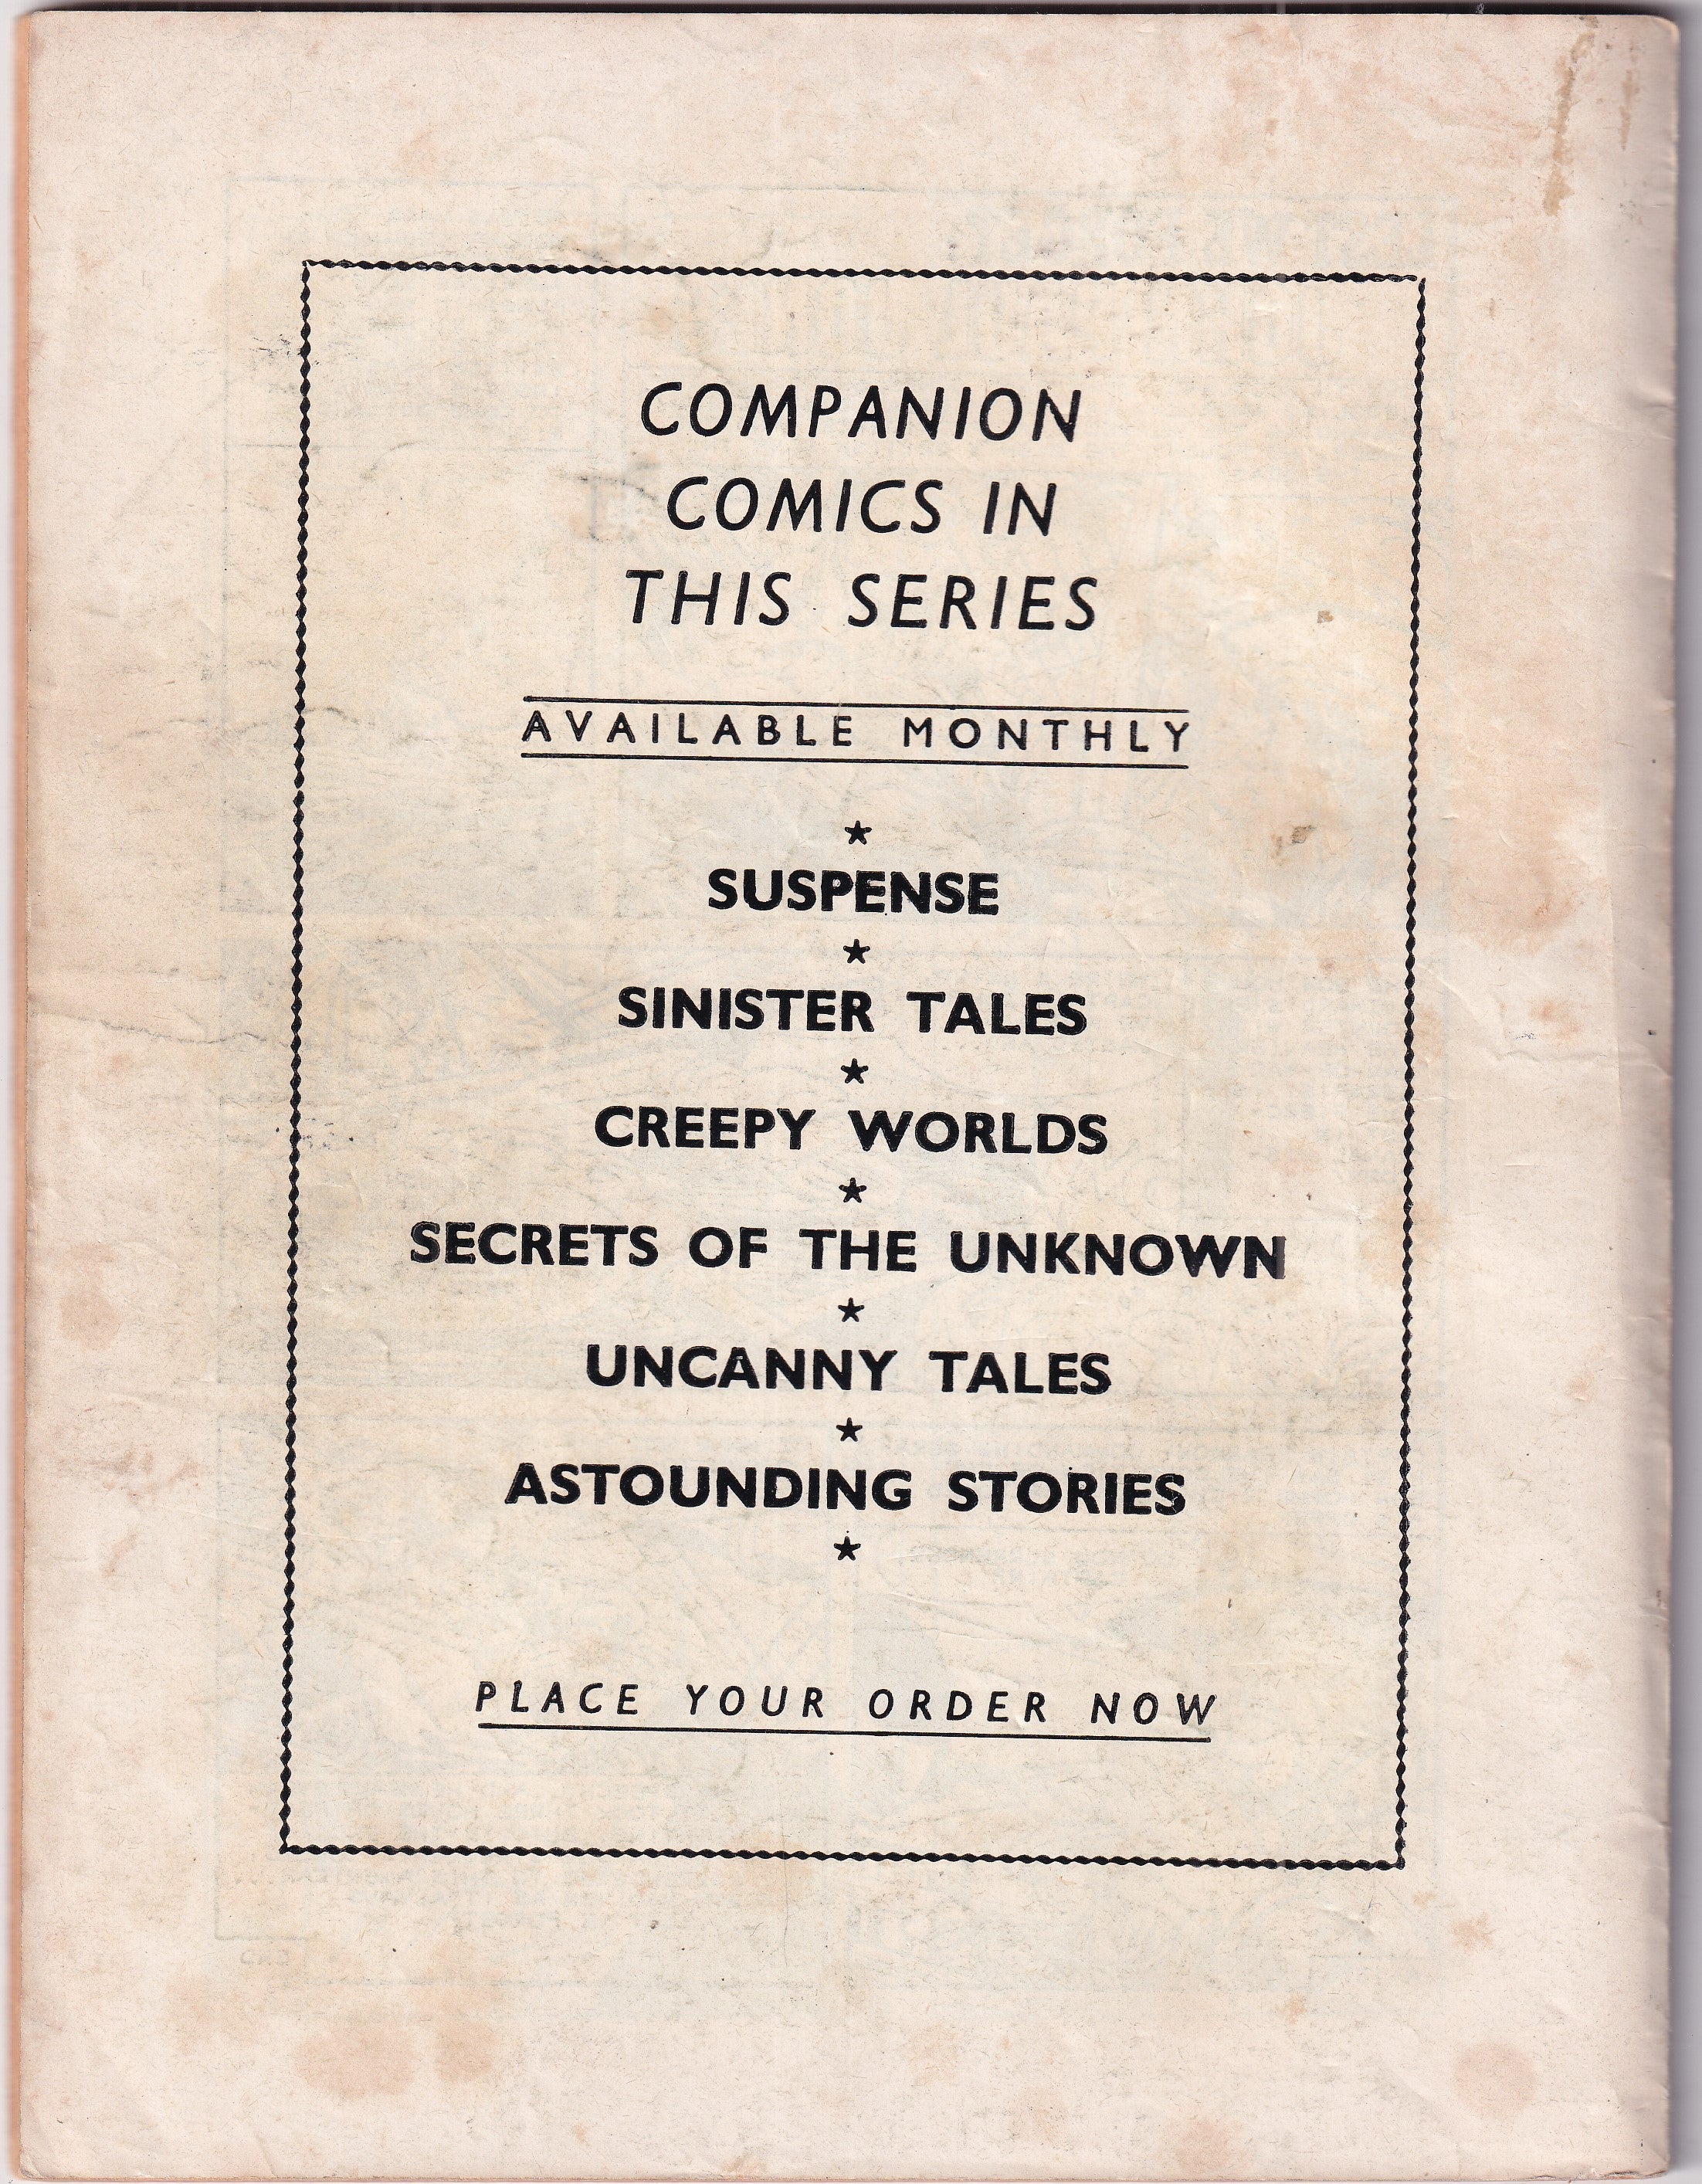 COMPANION
COMICS IN
THIS SERIES
AVAILABLE MONTHLY
★
SUSPENSE
★
SINISTER TALES
★
CREEPY WORLDS
★
SECRETS OF THE UNKNOWN
★
UNCANNY TALES
★
ASTOUNDING STORIES
★
PLACE YOUR ORDER NOW